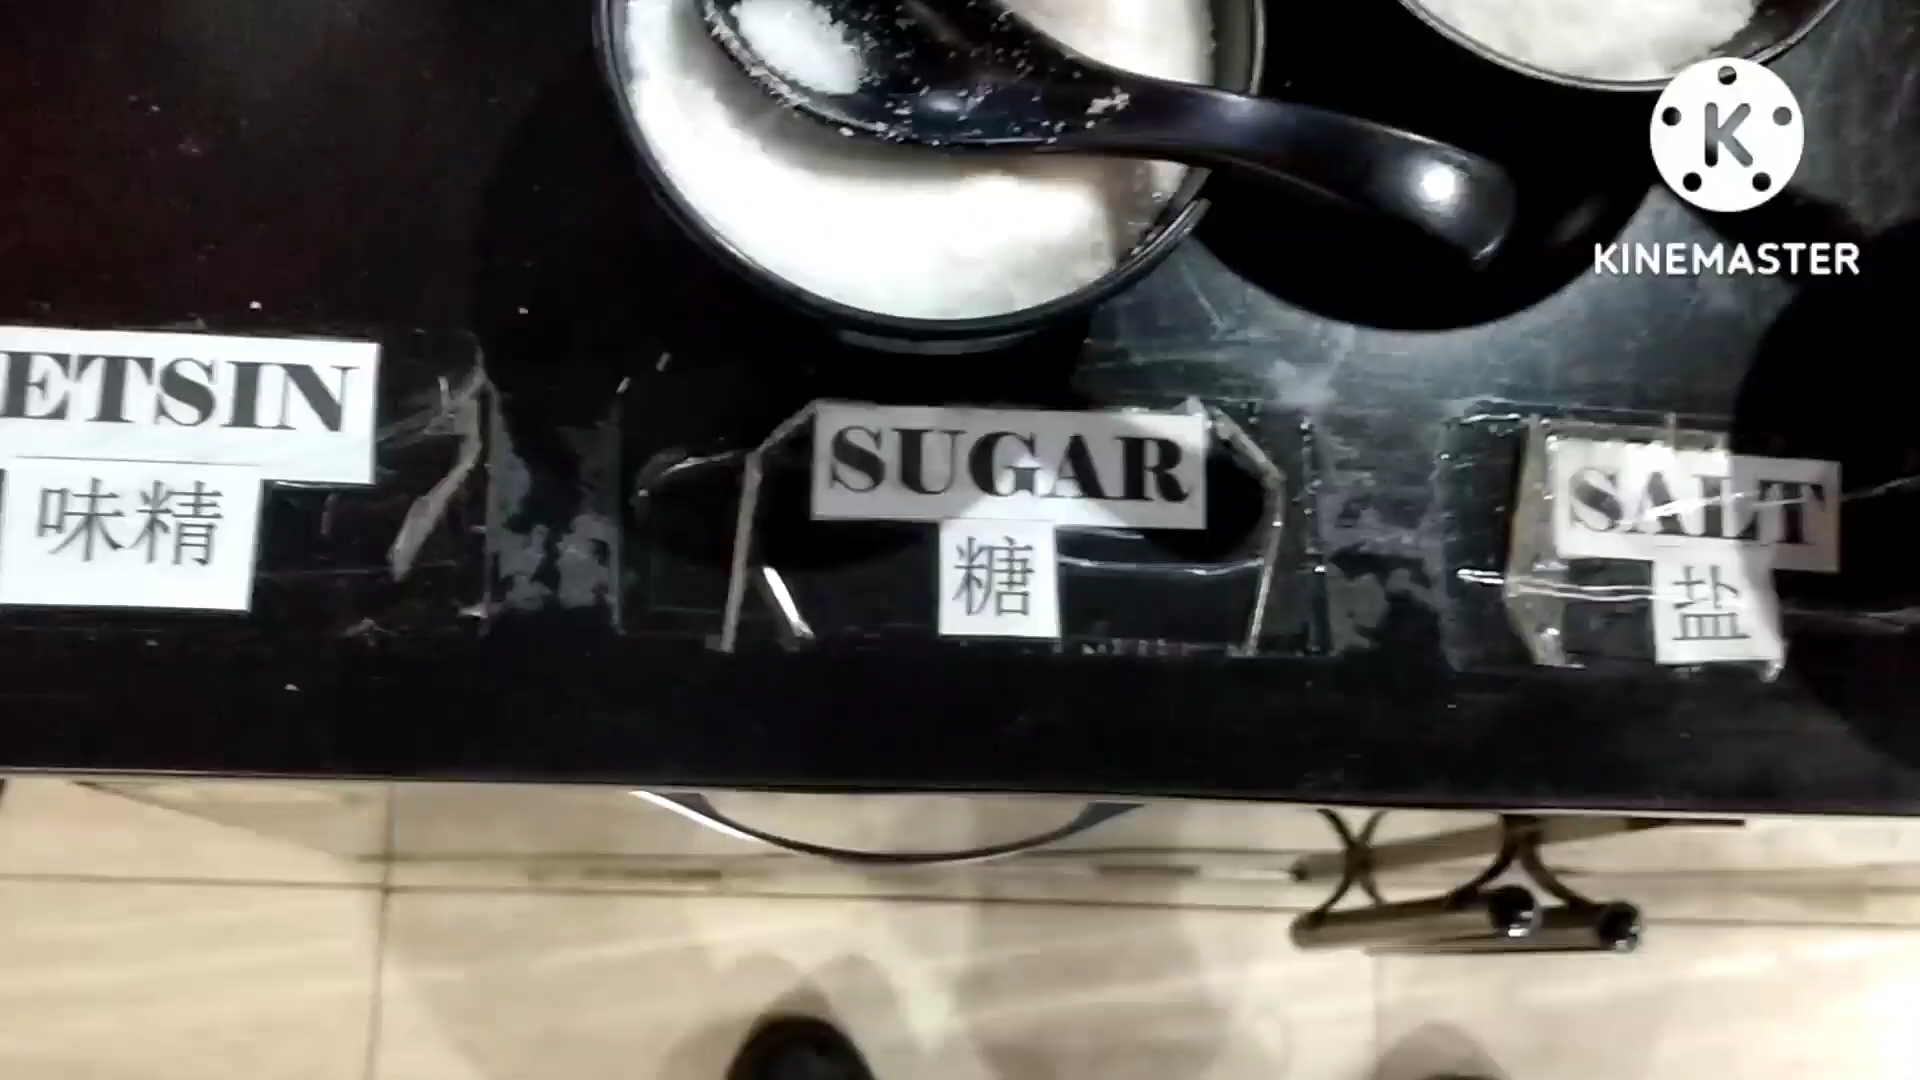 KINEMASTER
ETSIN
味精
SUGAR
糖
SALT
盐